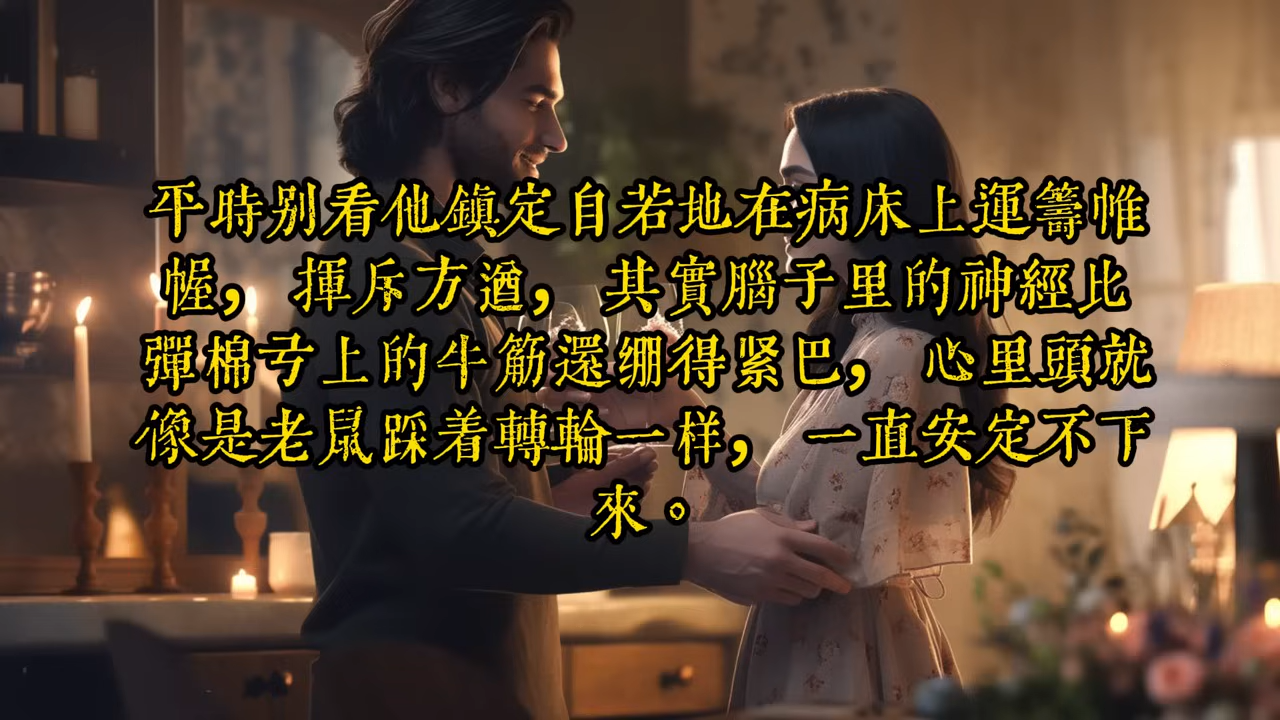 平時别看他鎮定自若地在病床上運籌帷
幄,揮斥方遒,其實腦子里的神經比
彈棉弓上的牛筋還绷得紧巴,心里頭就
像是老鼠踩着轉輪一样,一直安定不下
來。